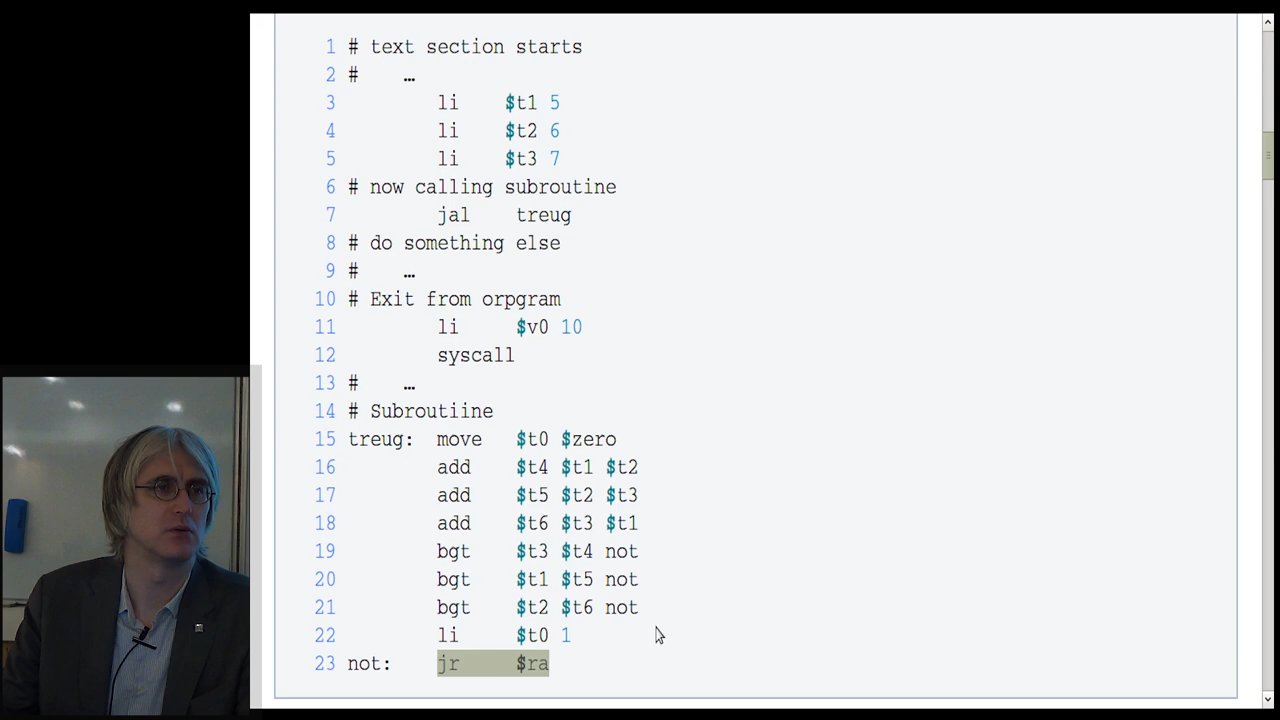 1 # text section starts
2 #    …
3         li    $t1 5
4         li    $t2 6
5         li    $t3 7
6 # now calling subroutine
7         jal    treug
8 # do something else
9 #    …
10 # Exit from orpgram
11         li     $v0 10
12         syscall
13 #    …
14 # Subroutiine
15 treug:  move   $t0 $zero
16         add    $t4 $t1 $t2
17         add    $t5 $t2 $t3
18         add    $t6 $t3 $t1
19         bgt    $t3 $t4 not
20         bgt    $t1 $t5 not
21         bgt    $t2 $t6 not
22         li     $t0 1
23 not:    jr     $ra